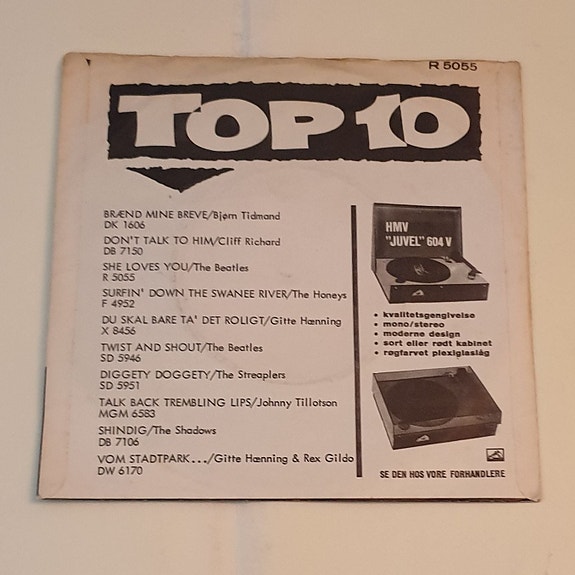 R 5055
TOP 10
BRÆND MINE BREVE/Bjørn Tidmand
DK 1606
DON'T TALK TO HIM/Cliff Richard
DB 7150
SHE LOVES YOU/The Beatles
R 5055
SURFIN' DOWN THE SWANEE RIVER/The Honeys
F 4952
DU SKAL BARE TA' DET ROLIGT/Gitte Hænning
X 8456
TWIST AND SHOUT/The Beatles
SD 5946
DIGGETY DOGGETY/The Streaplers
SD 5951
TALK BACK TREMBLING LIPS/Johnny Tillotson
MGM 6583
SHINDIG/The Shadows
DB 7106
VOM STADTPARK.../Gitte Hænning & Rex Gildo
DW 6170
HMV
"JUVEL" 604 V
• kvalitetsgengivelse
• mono/stereo
• moderne design
• sort eller rødt kabinet
• røgfarvet plexiglaslåg
SE DEN HOS VORE FORHANDLERE